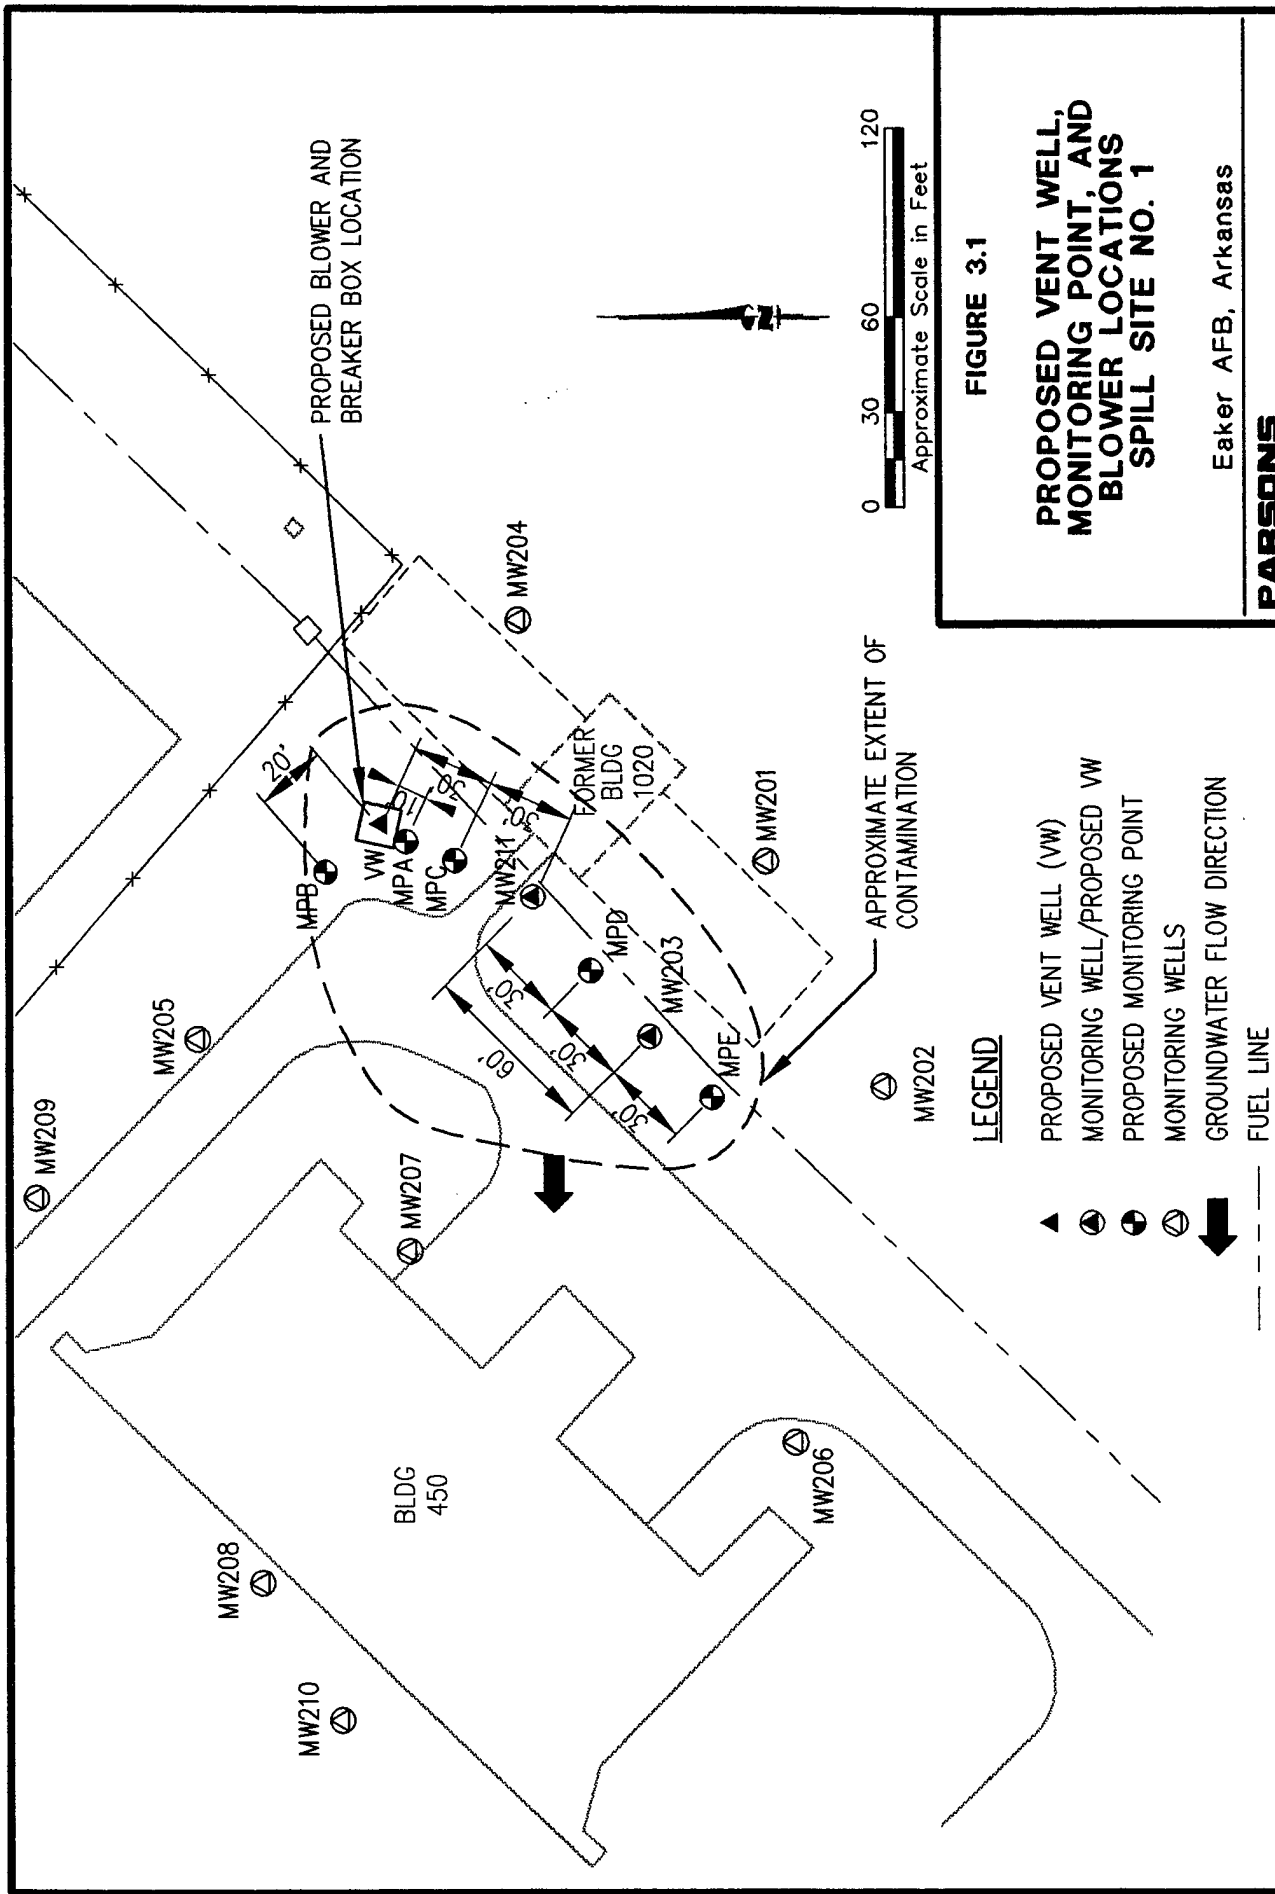 MW210
MW208
BLDG
450
MW209
MW205
MW207
MW206
PROPOSED BLOWER AND
BREAKER BOX LOCATION
20'
MPB
VW
MPA
10'
MPC
30'
30'
MW211
FORMER
BLDG
1020
MW204
MW201
MPD
MW203
MPE
30'
60'
30'
30'
MW202
APPROXIMATE EXTENT OF
CONTAMINATION
N
0 30 60 120
Approximate Scale in Feet
LEGEND
PROPOSED VENT WELL (VW)
MONITORING WELL/PROPOSED VW
PROPOSED MONITORING POINT
MONITORING WELLS
GROUNDWATER FLOW DIRECTION
FUEL LINE
FIGURE 3.1
PROPOSED VENT WELL,
MONITORING POINT, AND
BLOWER LOCATIONS
SPILL SITE NO. 1
Eaker AFB, Arkansas
PARSONS